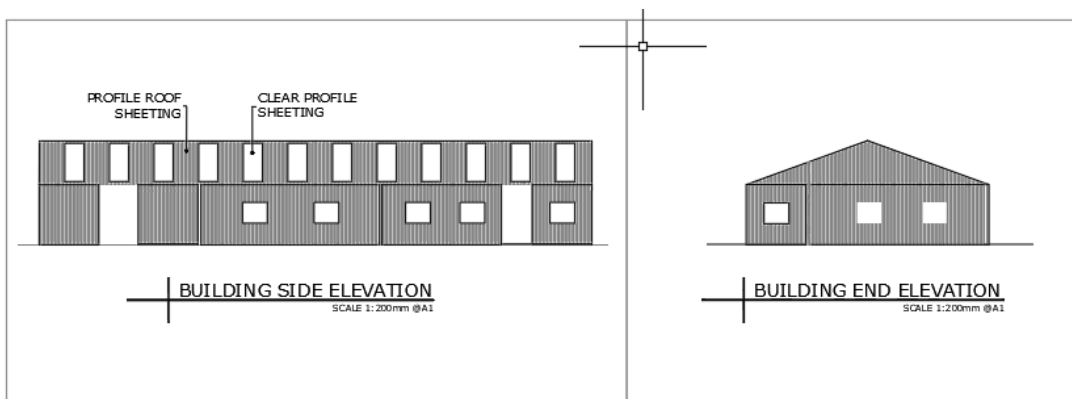 PROFILE ROOF
SHEETING
CLEAR PROFILE
SHEETING
BUILDING SIDE ELEVATION
SCALE 1:200mm @A1
BUILDING END ELEVATION
SCALE 1:200mm @A1